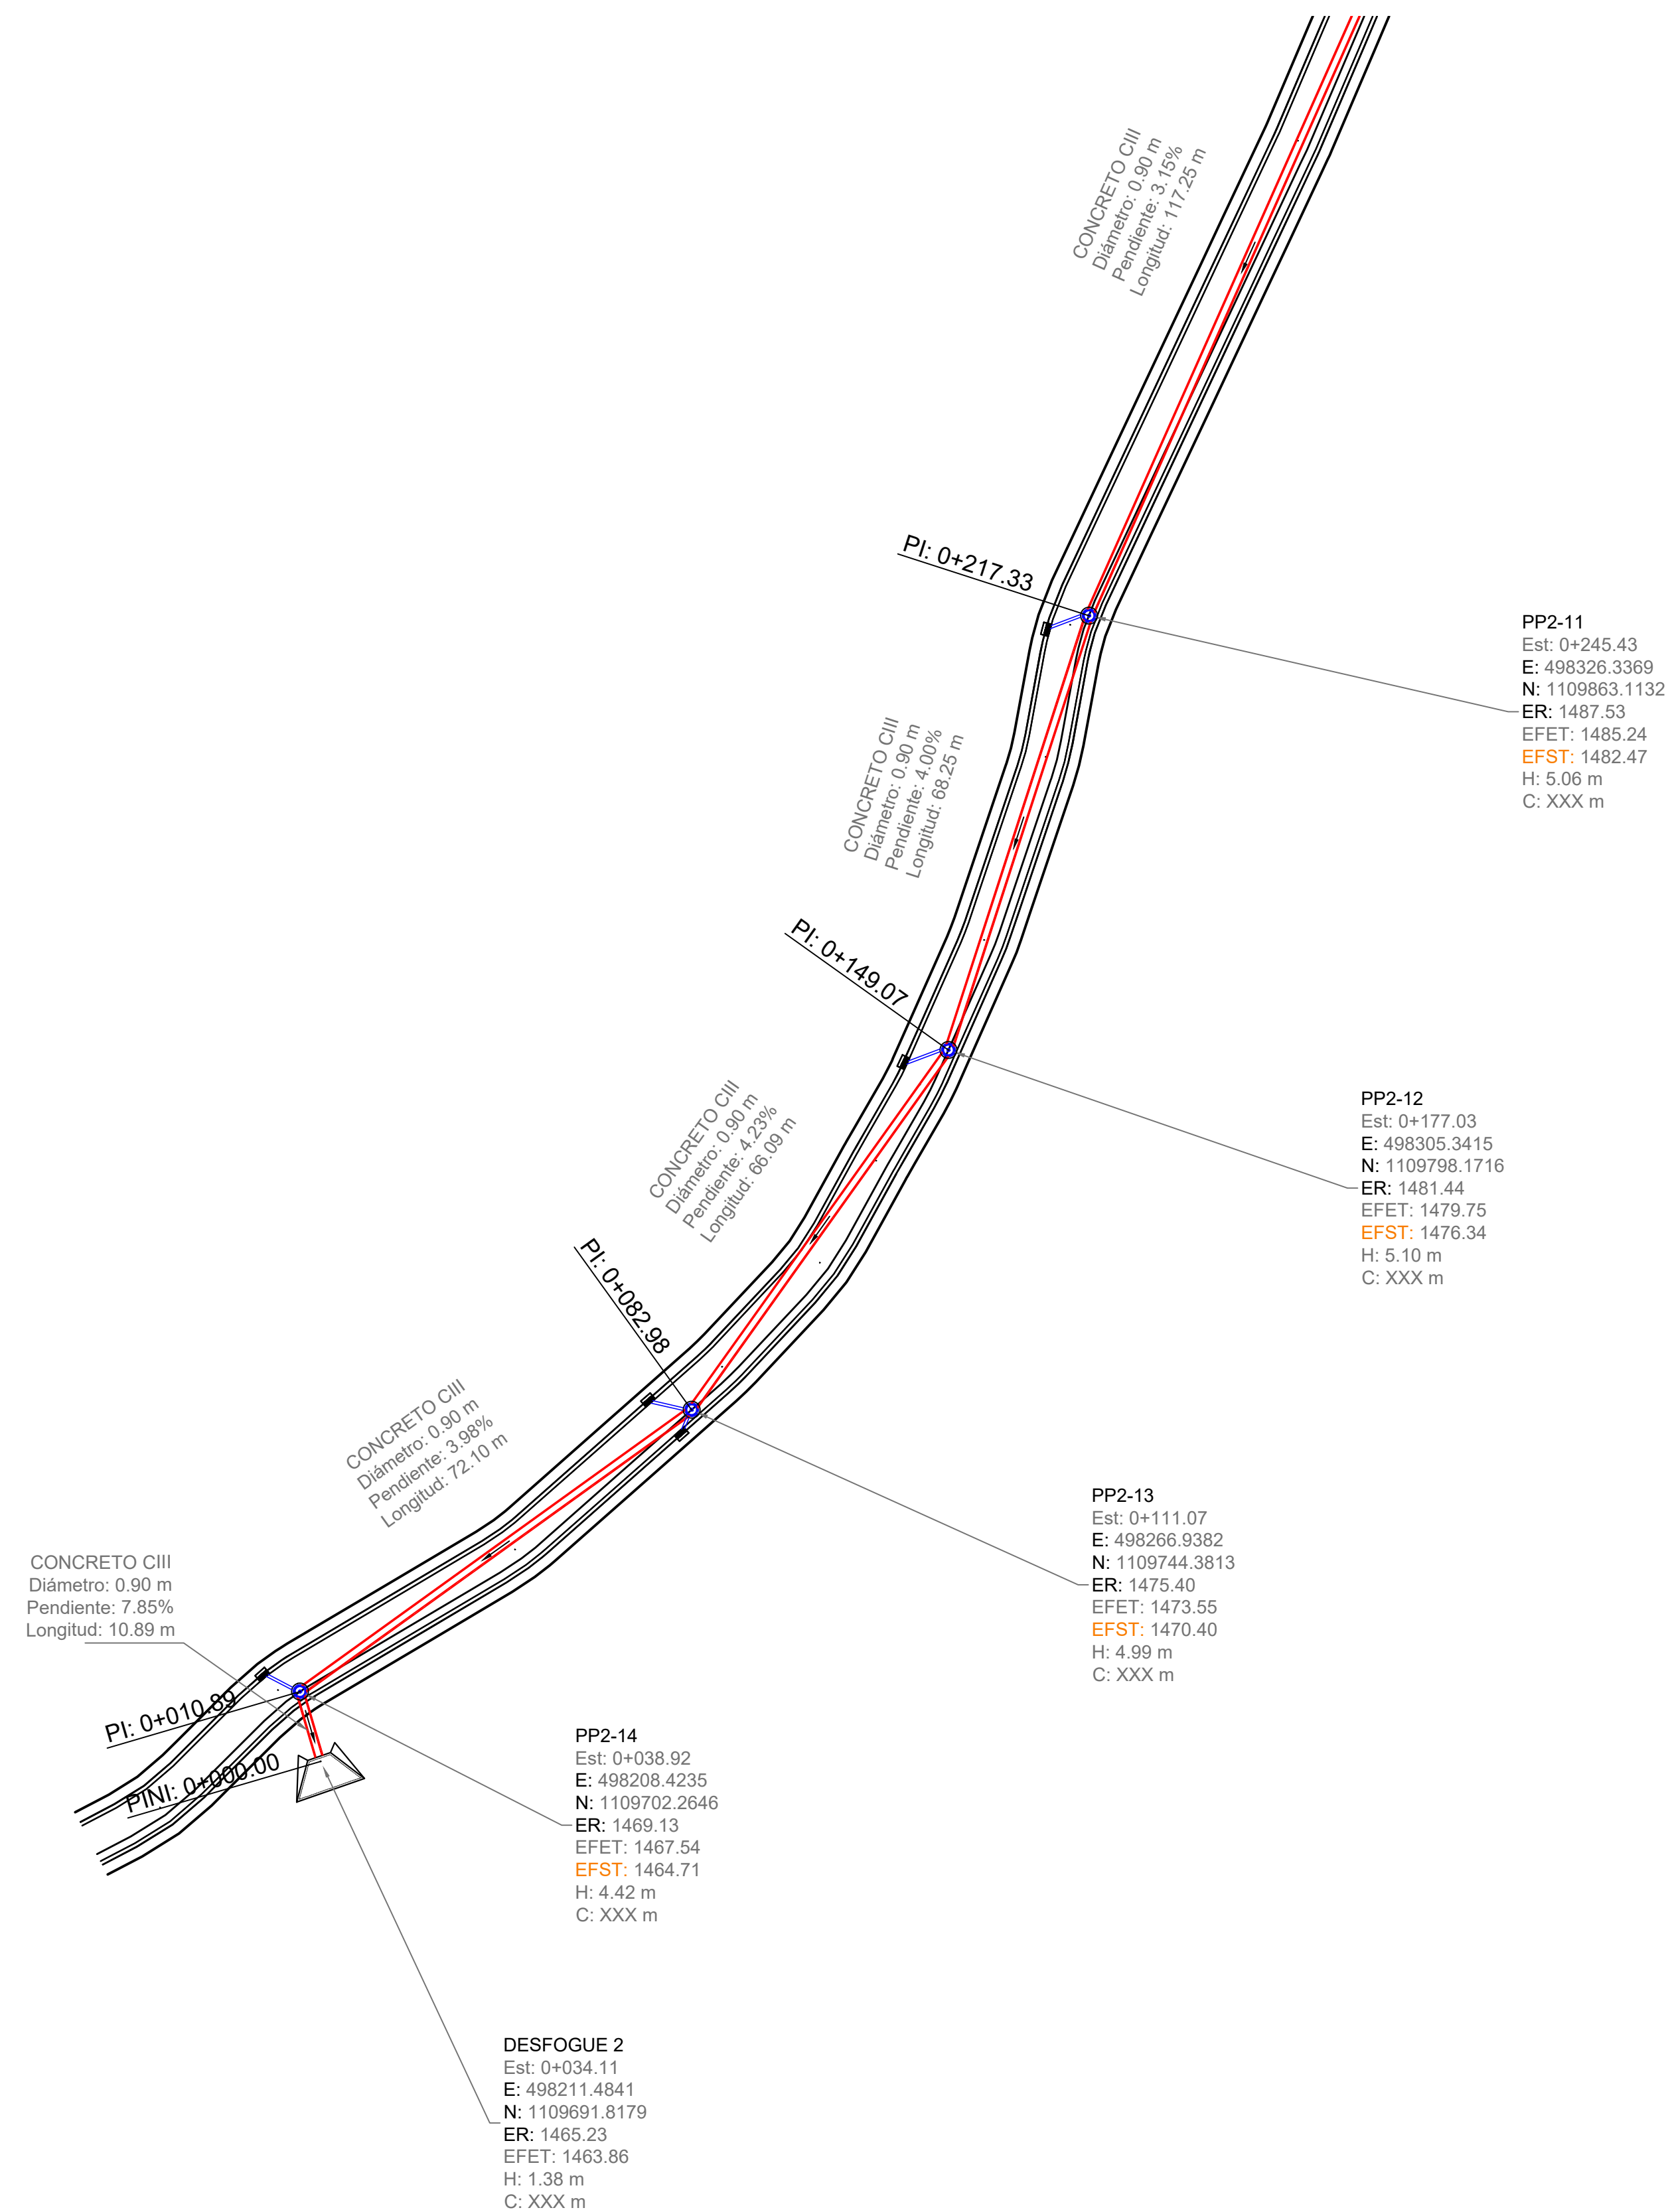 CONCRETO CIII
Diámetro: 0.90 m
Pendiente: 3.15%
Longitud: 117.25 m
PI: 0+217.33
PP2-11
Est: 0+245.43
E: 498326.3369
N: 1109863.1132
ER: 1487.53
EFET: 1485.24
EFST: 1482.47
H: 5.06 m
C: XXX m
CONCRETO CIII
Diámetro: 0.90 m
Pendiente: 4.00%
Longitud: 68.25 m
PI: 0+149.07
PP2-12
Est: 0+177.03
E: 498305.3415
N: 1109798.1716
ER: 1481.44
EFET: 1479.75
EFST: 1476.34
H: 5.10 m
C: XXX m
CONCRETO CIII
Diámetro: 0.90 m
Pendiente: 4.23%
Longitud: 66.09 m
PI: 0+082.98
PP2-13
Est: 0+111.07
E: 498266.9382
N: 1109744.3813
ER: 1475.40
EFET: 1473.55
EFST: 1470.40
H: 4.99 m
C: XXX m
CONCRETO CIII
Diámetro: 0.90 m
Pendiente: 3.98%
Longitud: 72.10 m
CONCRETO CIII
Diámetro: 0.90 m
Pendiente: 7.85%
Longitud: 10.89 m
PI: 0+010.89
PINI: 0+000.00
PP2-14
Est: 0+038.92
E: 498208.4235
N: 1109702.2646
ER: 1469.13
EFET: 1467.54
EFST: 1464.71
H: 4.42 m
C: XXX m
DESFOGUE 2
Est: 0+034.11
E: 498211.4841
N: 1109691.8179
ER: 1465.23
EFET: 1463.86
H: 1.38 m
C: XXX m